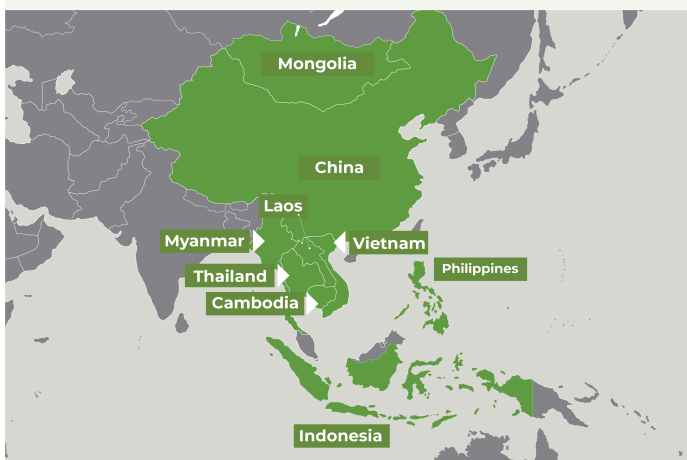 Mongolia
China
Laos
Myanmar
Vietnam
Thailand
Philippines
Cambodia
Indonesia